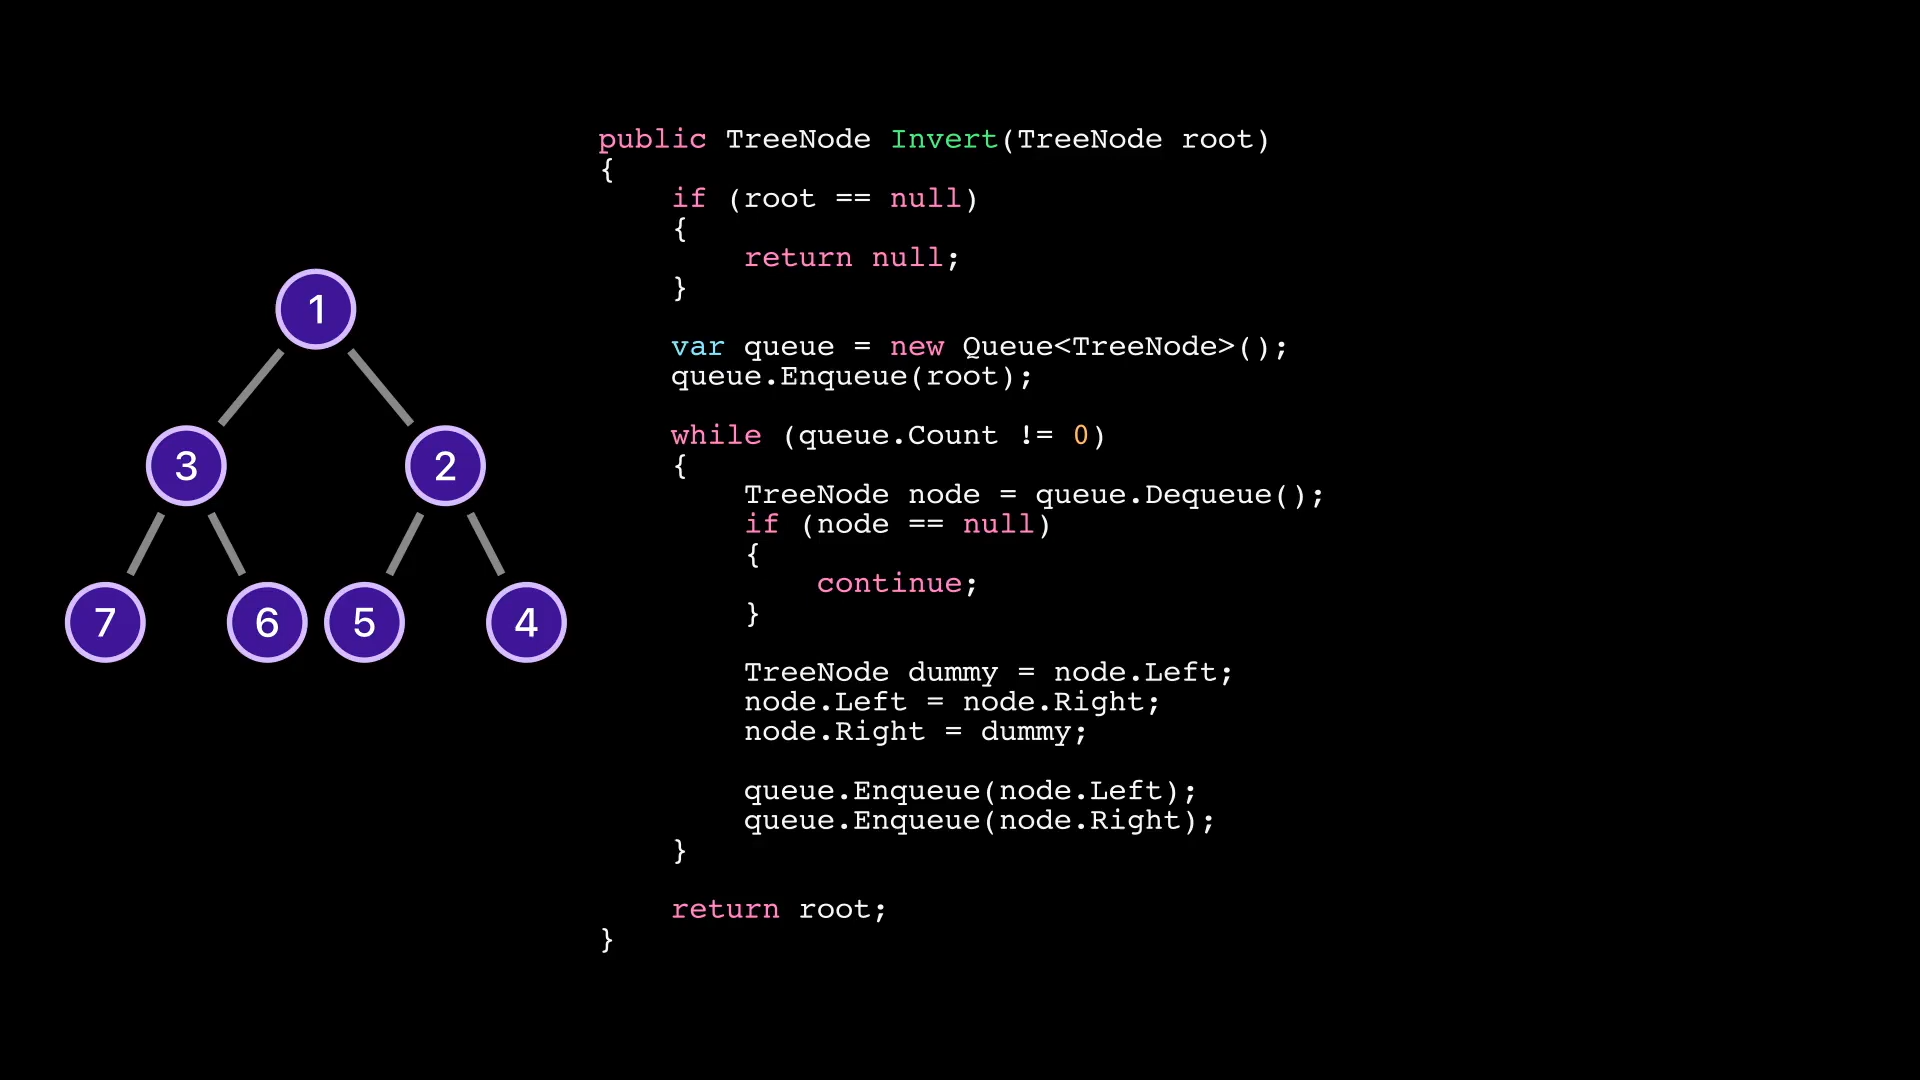 1
3 2
7 6 5 4
public TreeNode Invert(TreeNode root)
{
    if (root == null)
    {
        return null;
    }
    var queue = new Queue<TreeNode>();
    queue.Enqueue(root);
    while (queue.Count != 0)
    {
        TreeNode node = queue.Dequeue();
        if (node == null)
        {
            continue;
        }
        TreeNode dummy = node.Left;
        node.Left = node.Right;
        node.Right = dummy;
        queue.Enqueue(node.Left);
        queue.Enqueue(node.Right);
    }
    return root;
}